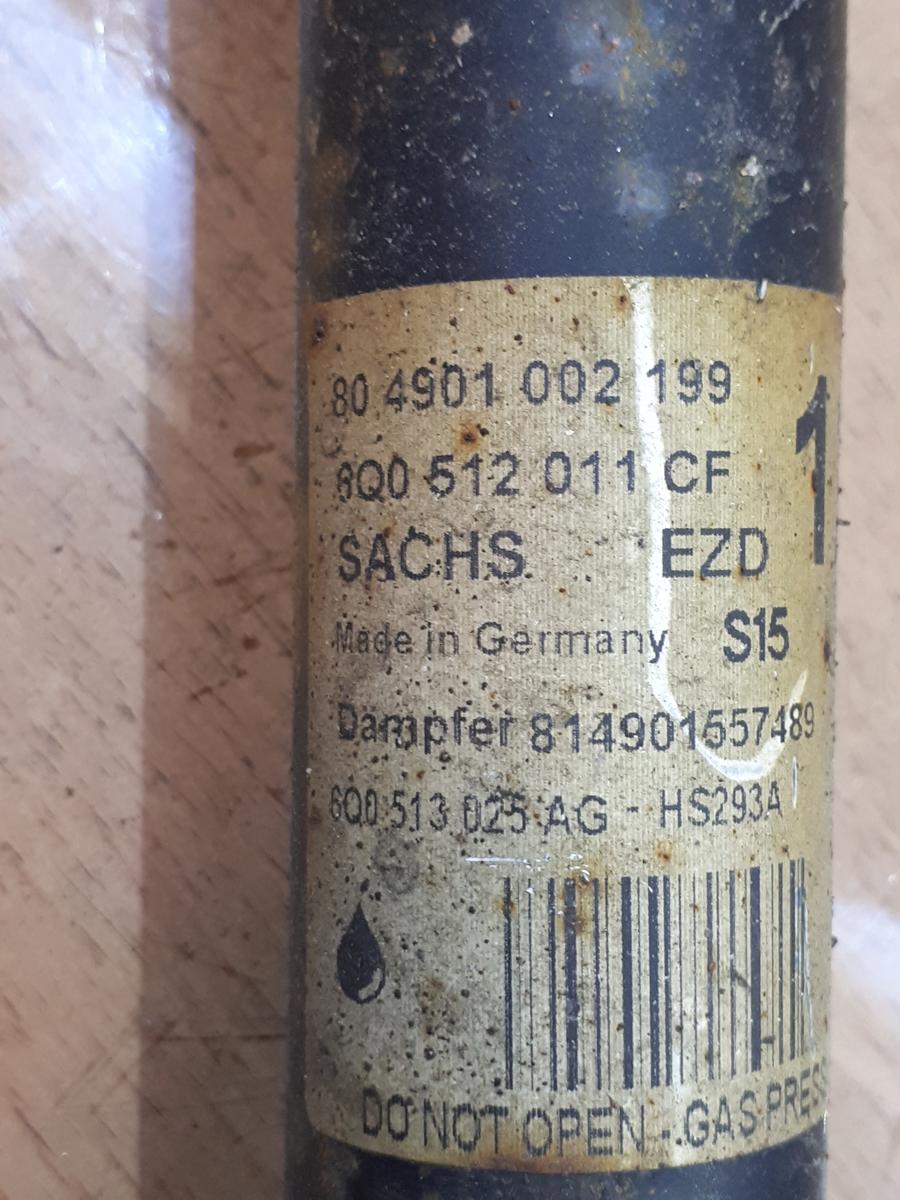 80 4901 002 199
6Q0 512 011 CF
1
SACHS EZD
Made in Germany S15
Dämpfer 814901557489
6Q0 513 025 AG - HS293A
DO NOT OPEN - GAS PRESS